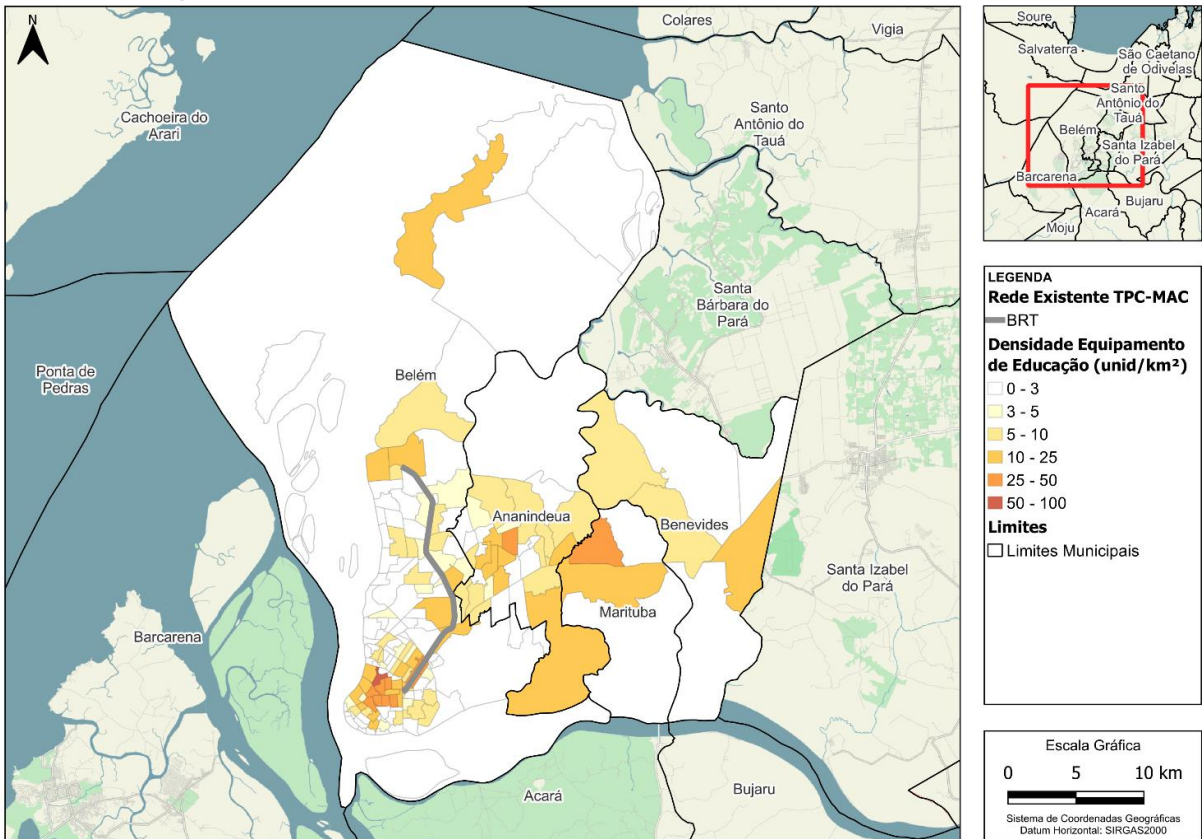 N
Colares
Vigia
Cachoeira do
Arari
Santo
Antônio do
Tauá
Santa
Bárbara do
Pará
Ponta de
Pedras
Belém
Ananindeua
Benevides
Santa Izabel
do Pará
Marituba
Barcarena
Acará
Bujaru
Soure
Salvaterra
São Caetano
de Odivelas
Santo
Antônio do
Tauá
Belém
Santa Izabel
do Pará
Barcarena
Bujaru
Acará
Moju
LEGENDA
Rede Existente TPC-MAC
BRT
Densidade Equipamento
de Educação (unid/km²)
0 - 3
3 - 5
5 - 10
10 - 25
25 - 50
50 - 100
Limites
Limites Municipais
Escala Gráfica
0 5 10 km
Sistema de Coordenadas Geográficas
Datum Horizontal: SIRGAS2000